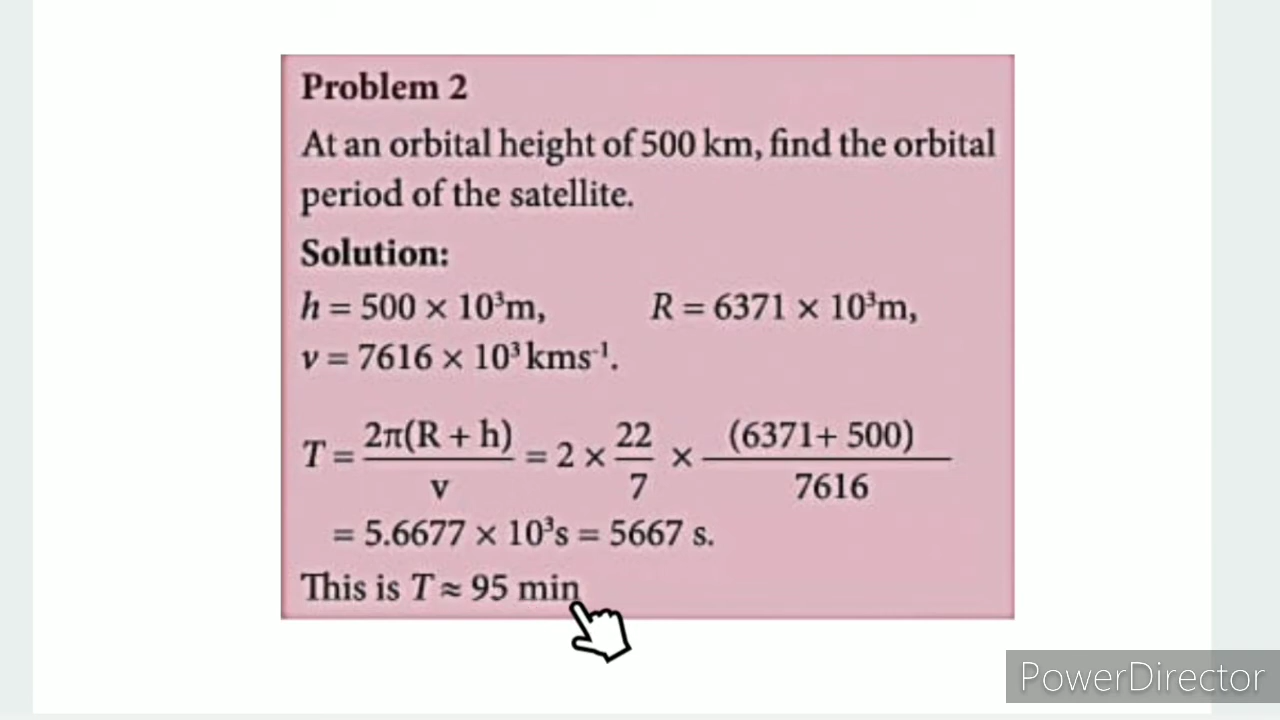 Problem 2
At an orbital height of 500 km, find the orbital
period of the satellite.
Solution:
h = 500 × 10³m, R = 6371 × 10³m,
v = 7616 × 10³ kms⁻¹.
T = 2π(R + h) / v = 2 × 22/7 × (6371+ 500) / 7616
= 5.6677 × 10³s = 5667 s.
This is T ≈ 95 min
PowerDirector